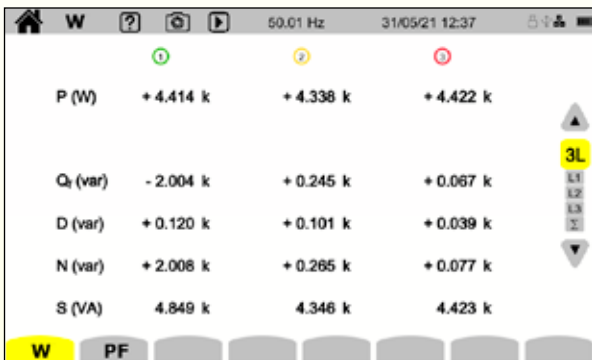 W ? 50.01 Hz 31/05/21 12:37
1 2 3
P (W) + 4.414 k + 4.338 k + 4.422 k
3L
Qf (var) - 2.004 k + 0.245 k + 0.067 k
L1
L2
D (var) + 0.120 k + 0.101 k + 0.039 k
L3
Σ
N (var) + 2.008 k + 0.265 k + 0.077 k
S (VA) 4.849 k 4.346 k 4.423 k
W PF